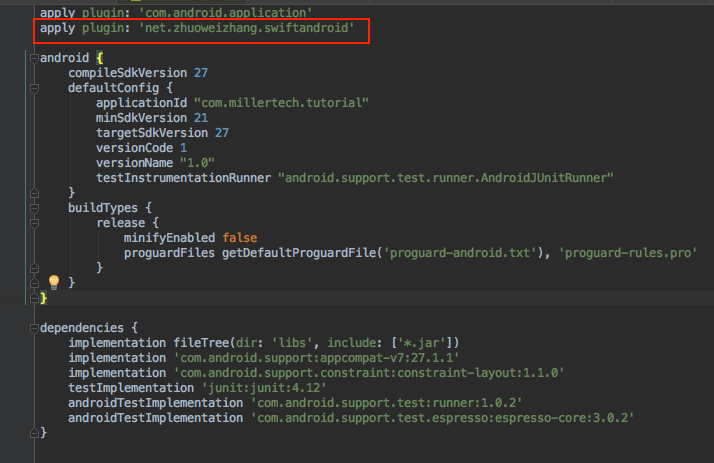 apply plugin: 'com.android.application'
apply plugin: 'net.zhuoweizhang.swiftandroid'
android {
compileSdkVersion 27
defaultConfig {
applicationId "com.millertech.tutorial"
minSdkVersion 21
targetSdkVersion 27
versionCode 1
versionName "1.0"
testInstrumentationRunner "android.support.test.runner.AndroidJUnitRunner"
}
buildTypes {
release {
minifyEnabled false
proguardFiles getDefaultProguardFile('proguard-android.txt'), 'proguard-rules.pro'
}
}
}
dependencies {
implementation fileTree(dir: 'libs', include: ['*.jar'])
implementation 'com.android.support:appcompat-v7:27.1.1'
implementation 'com.android.support.constraint:constraint-layout:1.1.0'
testImplementation 'junit:junit:4.12'
androidTestImplementation 'com.android.support.test:runner:1.0.2'
androidTestImplementation 'com.android.support.test.espresso:espresso-core:3.0.2'
}